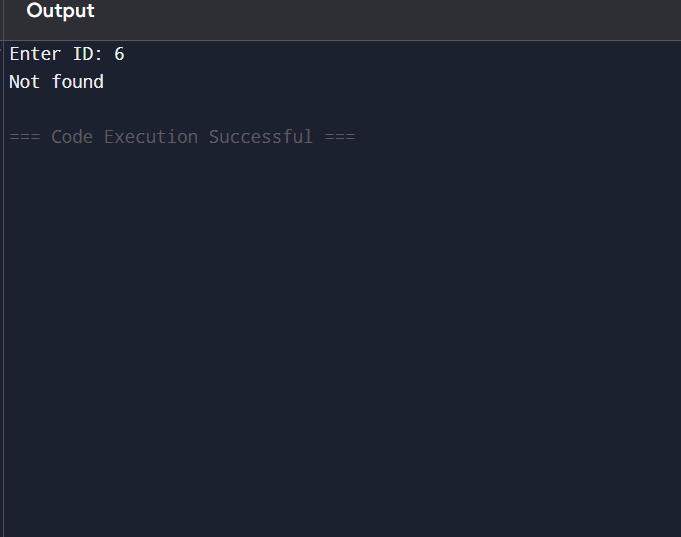 Output
Enter ID: 6
Not found
=== Code Execution Successful ===